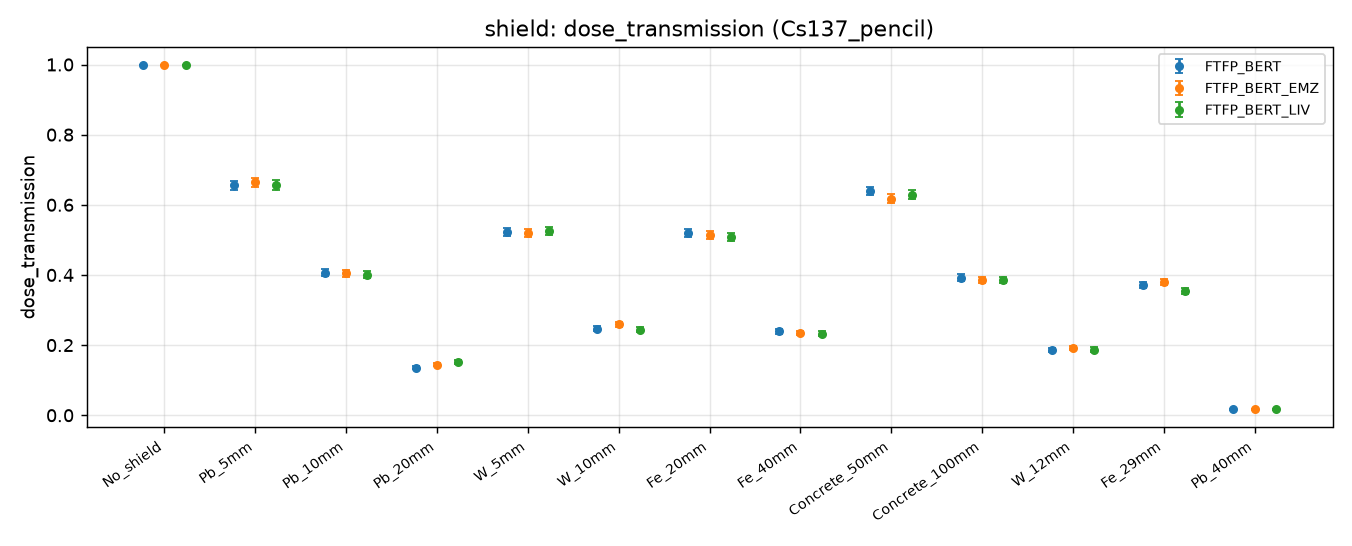 shield: dose_transmission (Cs137_pencil)
dose_transmission
1.0
0.8
0.6
0.4
0.2
0.0
FTFP_BERT
FTFP_BERT_EMZ
FTFP_BERT_LIV
No_shield
Pb_5mm
Pb_10mm
Pb_20mm
W_5mm
W_10mm
Fe_20mm
Fe_40mm
Concrete_50mm
Concrete_100mm
W_12mm
Fe_29mm
Pb_40mm